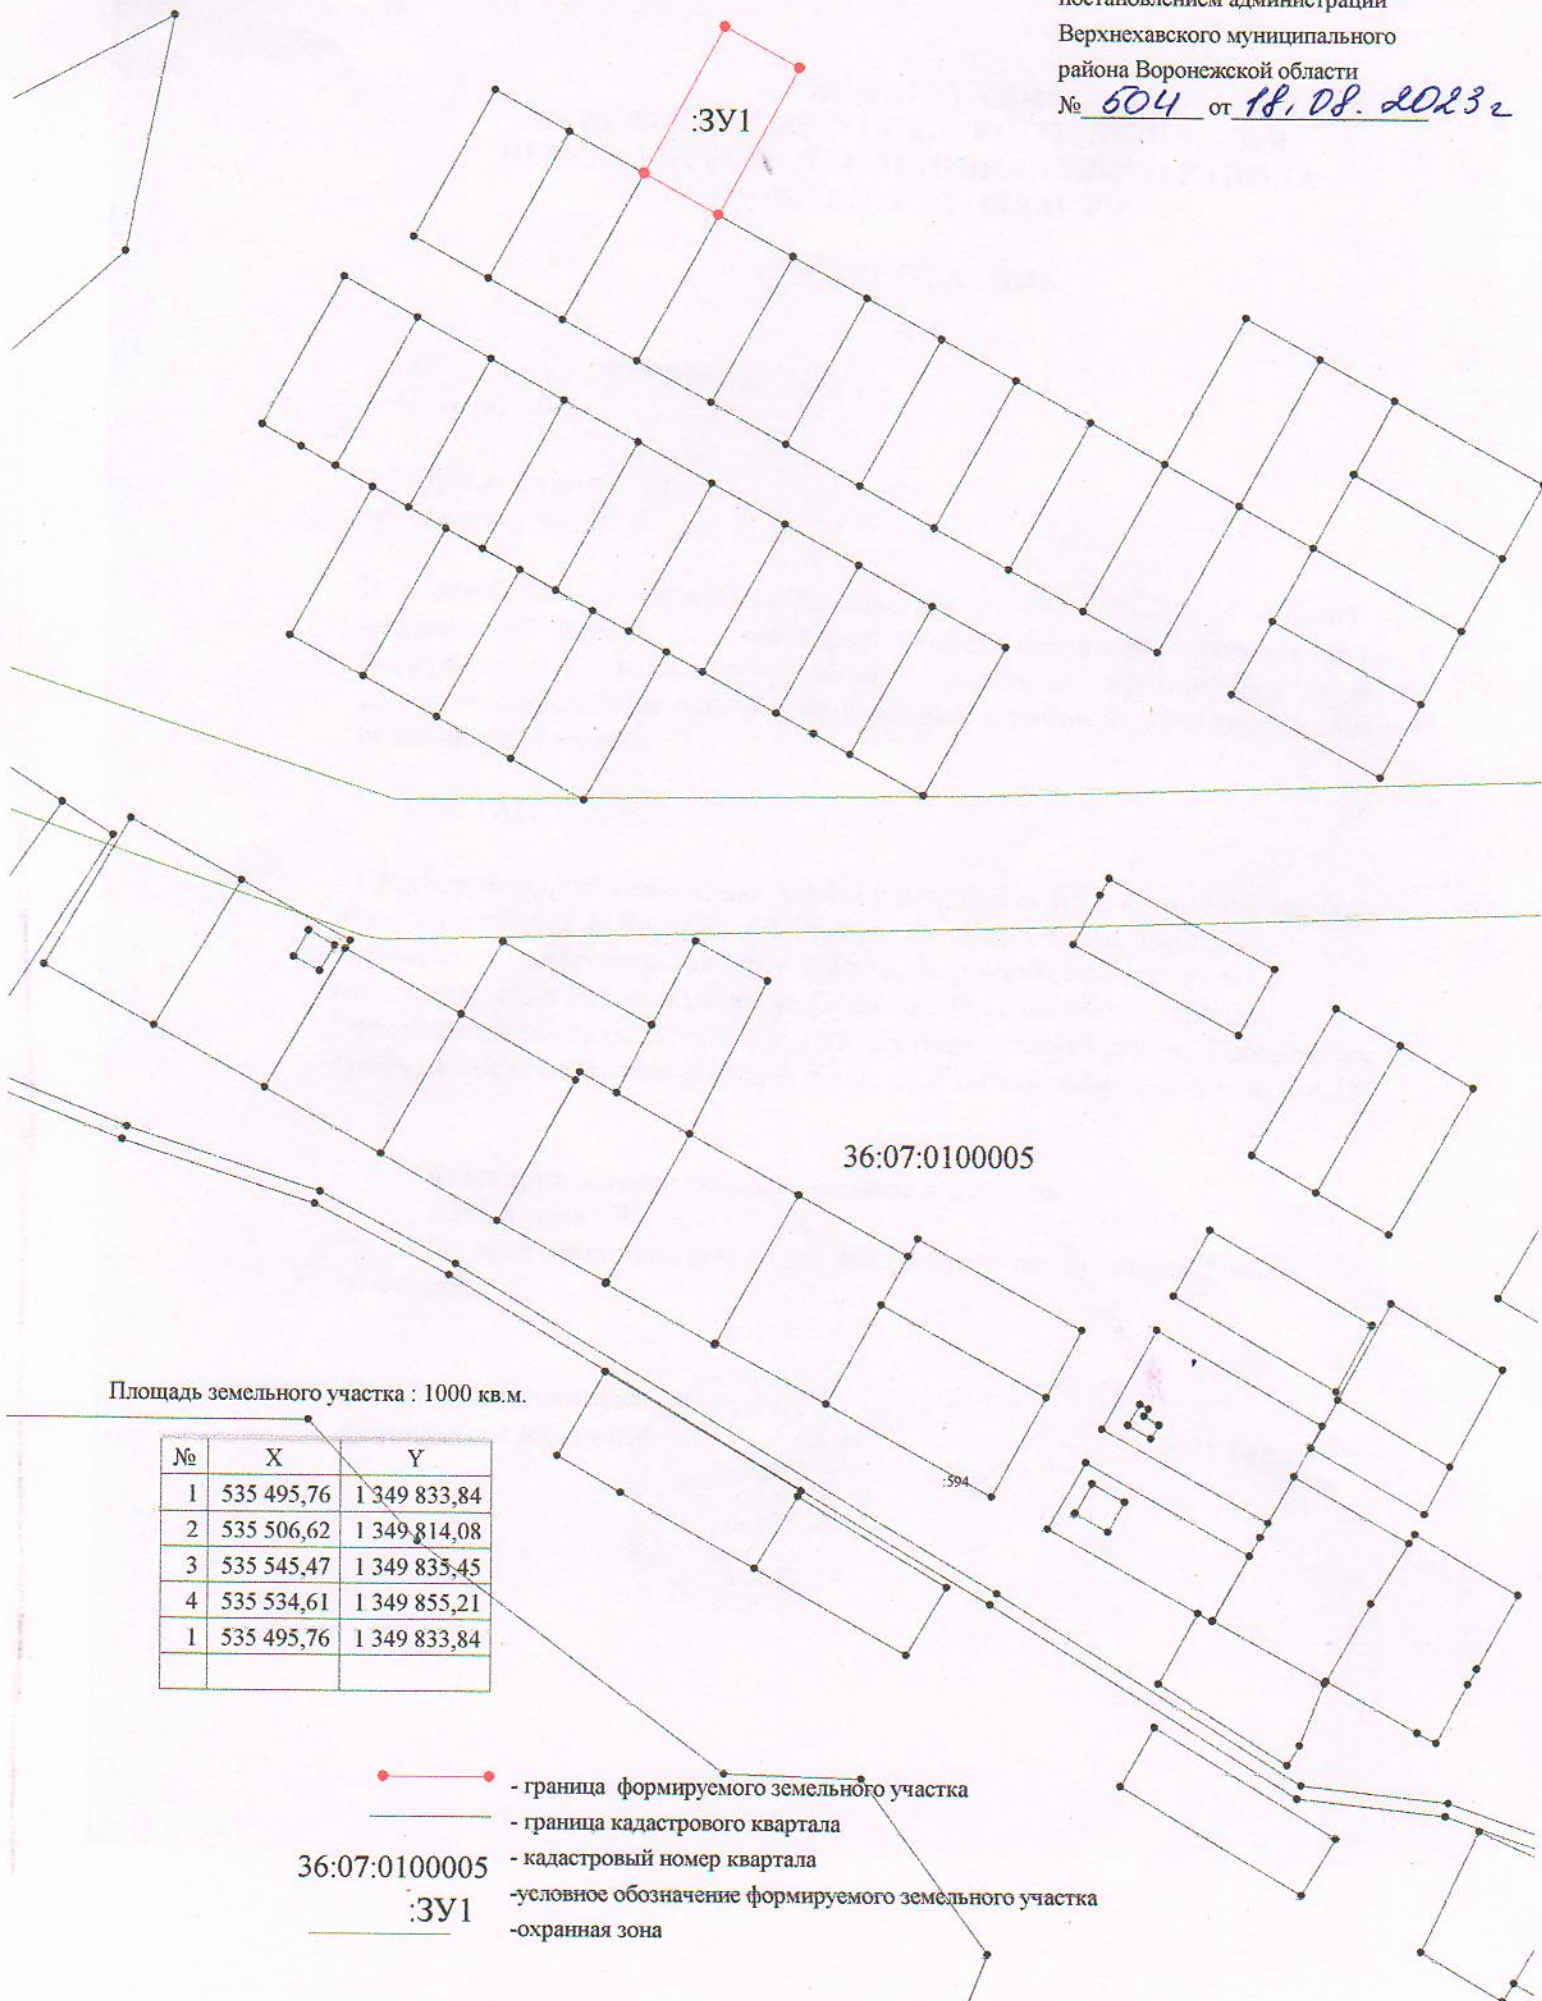 постановлением администрации
Верхнехавского муниципального
района Воронежской области
№ 504 от 18.08.2023 г
:ЗУ1
36:07:0100005
Площадь земельного участка : 1000 кв.м.
№ X Y
1 535 495,76 1 349 833,84
2 535 506,62 1 349 814,08
3 535 545,47 1 349 835,45
4 535 534,61 1 349 855,21
1 535 495,76 1 349 833,84
:594
- граница формируемого земельного участка
- граница кадастрового квартала
36:07:0100005 - кадастровый номер квартала
:ЗУ1 -условное обозначение формируемого земельного участка
-охранная зона